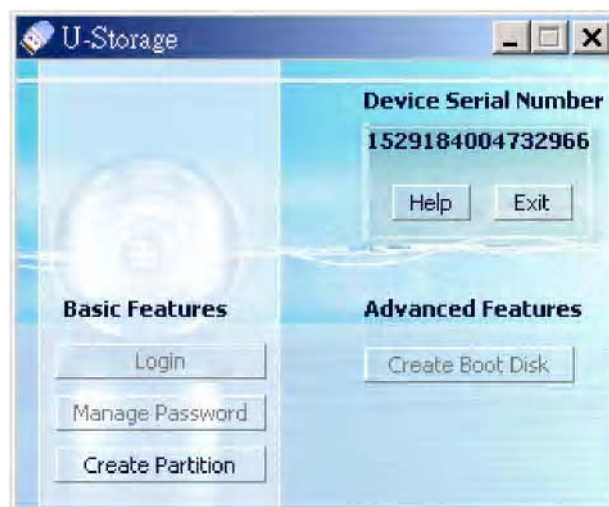 U-Storage
Device Serial Number
1529184004732966
Help Exit
Basic Features
Advanced Features
Login
Create Boot Disk
Manage Password
Create Partition